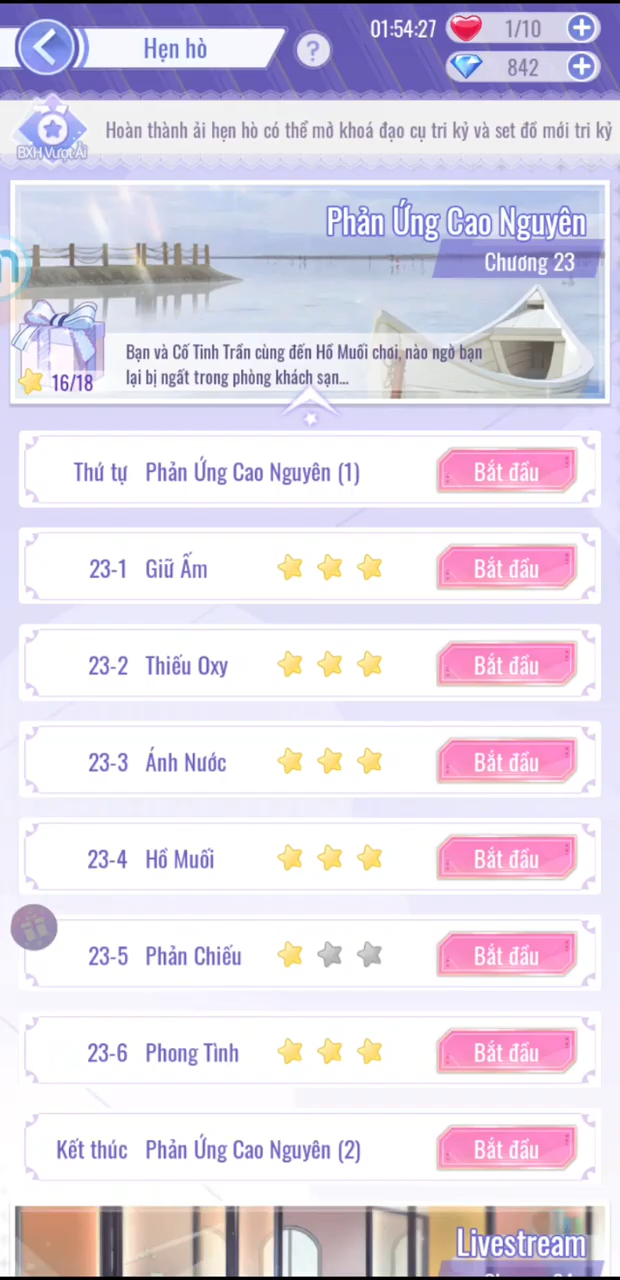 Hẹn hò
?
01:54:27
1/10
842
BXH Vượt Ải
Hoàn thành ải hẹn hò có thể mở khoá đạo cụ tri kỷ và set đồ mới tri kỷ
Phản Ứng Cao Nguyên
Chương 23
Bạn và Cố Tinh Trần cùng đến Hồ Muối chơi, nào ngờ bạn
lại bị ngất trong phòng khách sạn...
16/18
Thứ tự Phản Ứng Cao Nguyên (1) Bắt đầu
23-1 Giữ Ấm Bắt đầu
23-2 Thiếu Oxy Bắt đầu
23-3 Ánh Nước Bắt đầu
23-4 Hồ Muối Bắt đầu
23-5 Phản Chiếu Bắt đầu
23-6 Phong Tình Bắt đầu
Kết thúc Phản Ứng Cao Nguyên (2) Bắt đầu
Livestream